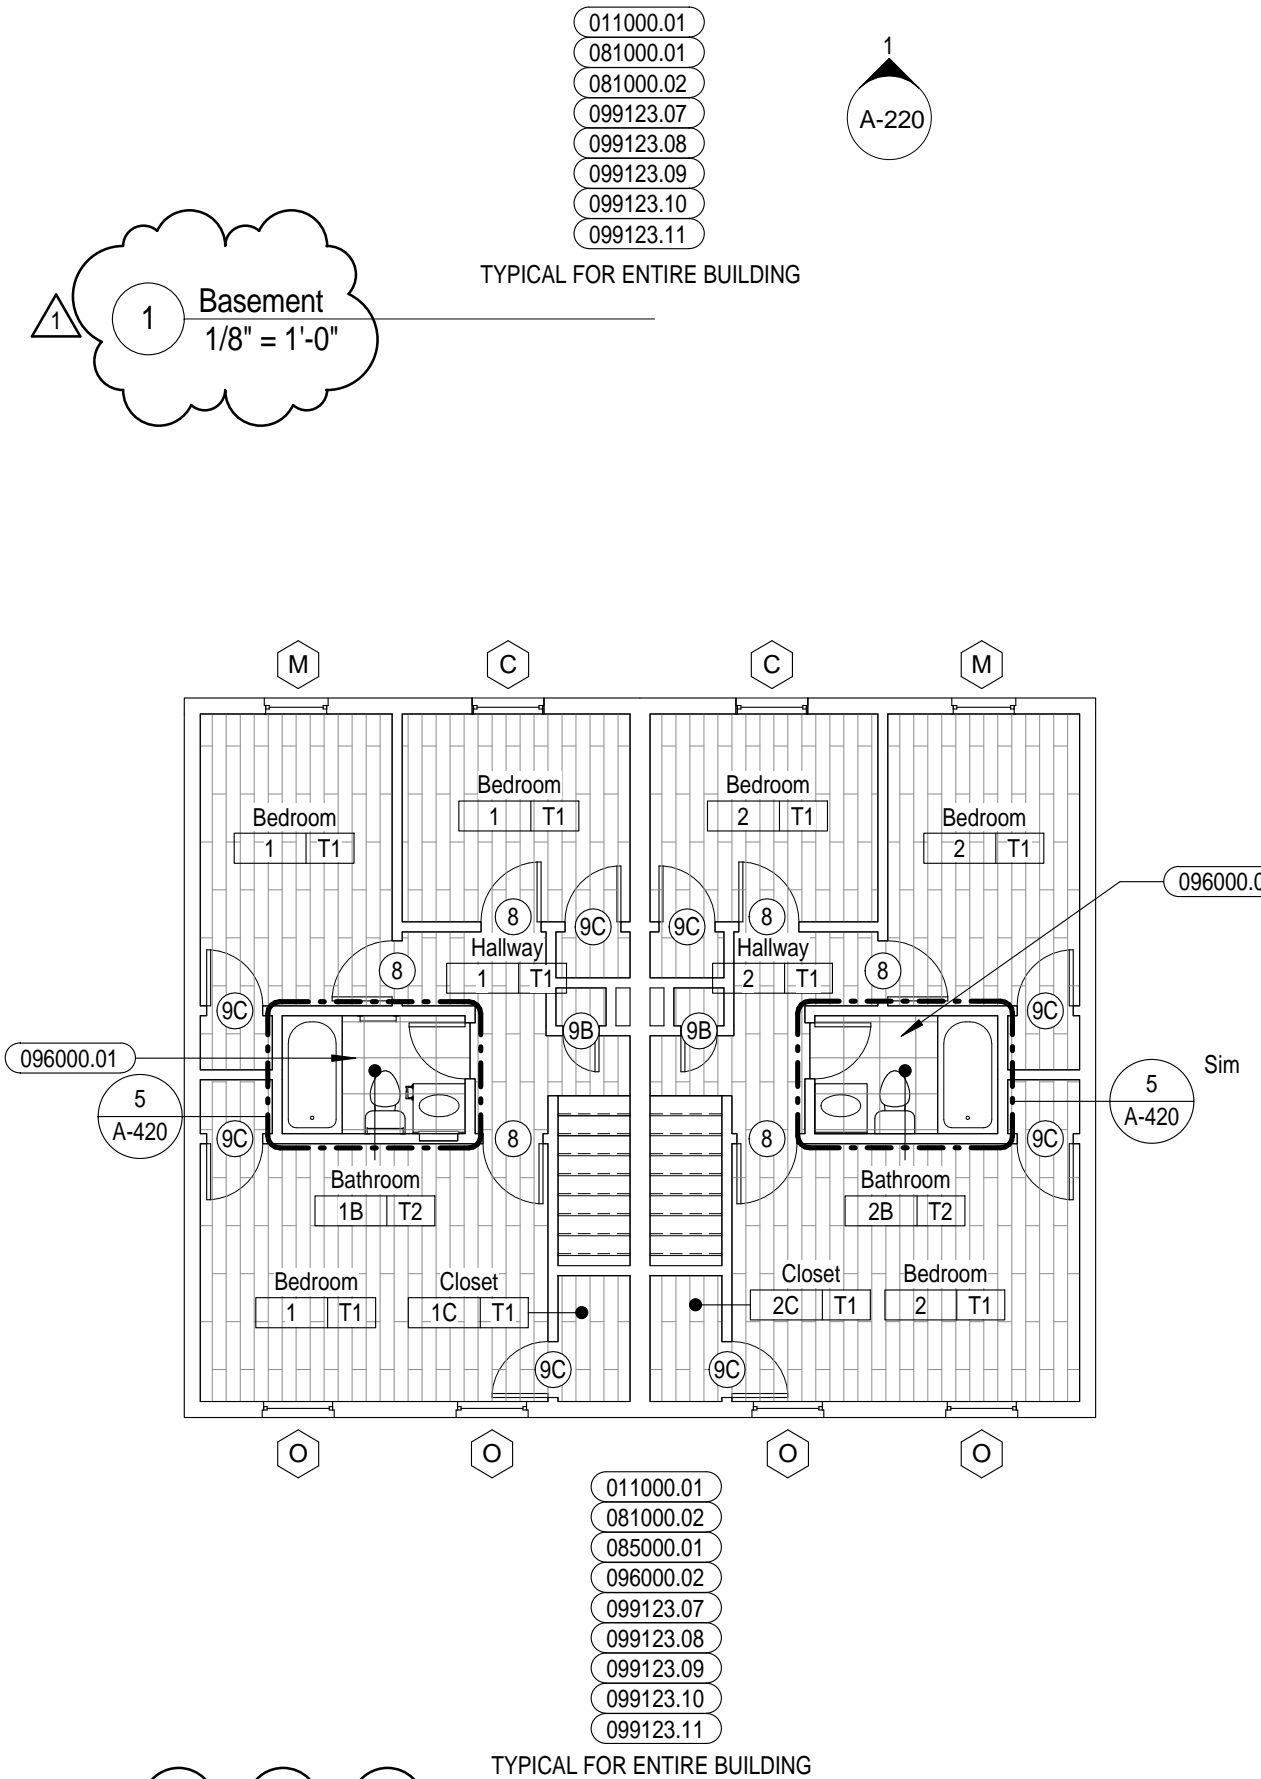 011000.01
081000.01
081000.02
099123.07
099123.08
099123.09
099123.10
099123.11
TYPICAL FOR ENTIRE BUILDING
1
A-220
1
1
Basement
1/8" = 1'-0"
M
C
C
M
Bedroom
1 T1
Bedroom
1 T1
Bedroom
2 T1
Bedroom
2 T1
096000.0
8
9C
9C
8
Hallway
1 T1
Hallway
2 T1
8
8
9C
9B
9B
9C
096000.01
5
A-420
5
A-420
Sim
9C
8
8
9C
Bathroom
1B T2
Bathroom
2B T2
Bedroom
1 T1
Closet
1C T1
Closet
2C T1
Bedroom
2 T1
9C
9C
O
O
O
O
011000.01
081000.02
085000.01
096000.02
099123.07
099123.08
099123.09
099123.10
099123.11
TYPICAL FOR ENTIRE BUILDING